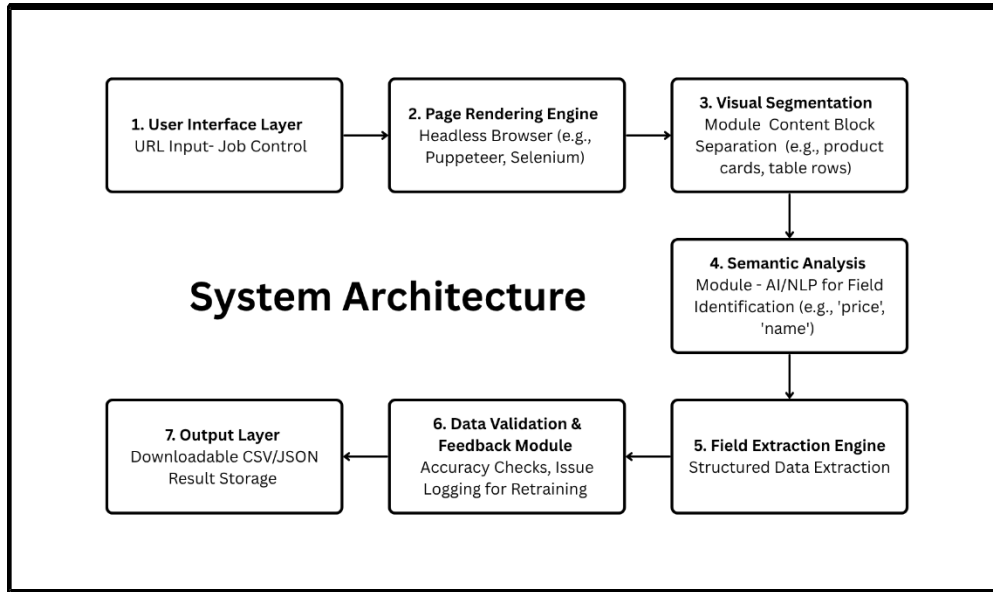 1. User Interface Layer
URL Input- Job Control
2. Page Rendering Engine
Headless Browser (e.g.,
Puppeteer, Selenium)
3. Visual Segmentation
Module Content Block
Separation (e.g., product
cards, table rows)
System Architecture
4. Semantic Analysis
Module - AI/NLP for Field
Identification (e.g., 'price',
'name')
5. Field Extraction Engine
Structured Data Extraction
6. Data Validation &
Feedback Module
Accuracy Checks, Issue
Logging for Retraining
7. Output Layer
Downloadable CSV/JSON
Result Storage